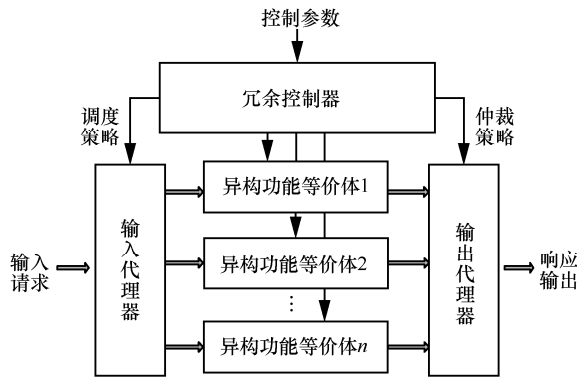 控制参数
冗余控制器
调度
策略
仲裁
策略
异构功能等价体1
输入
请求
输入代理器
异构功能等价体2
输出代理器
响应
输出
⋮
异构功能等价体n